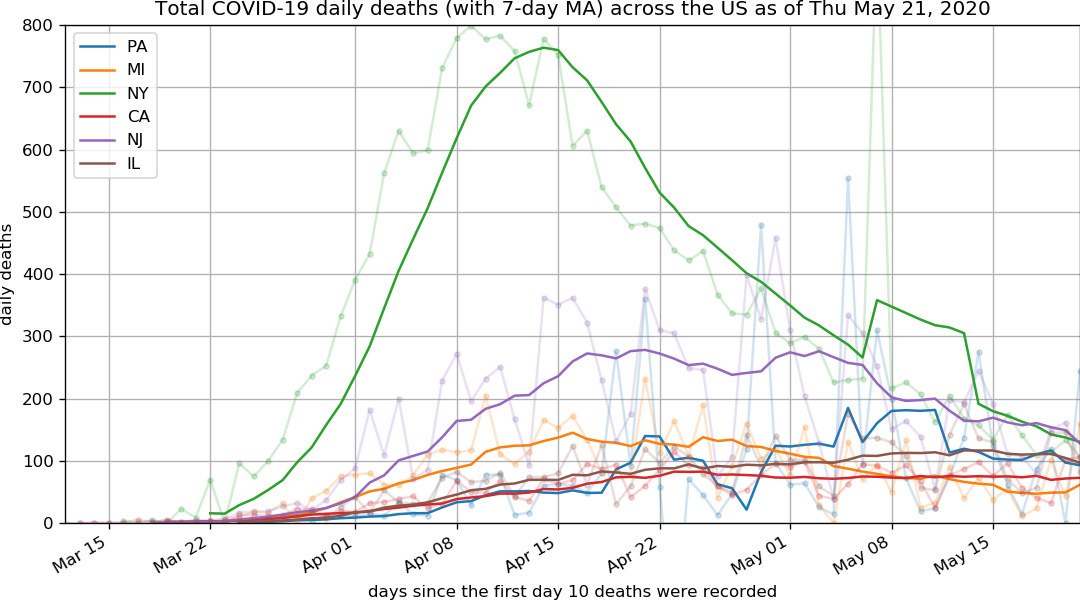 Total COVID-19 daily deaths (with 7-day MA) across the US as of Thu May 21, 2020
800
700
600
500
400
300
200
100
0
daily deaths
PA
MI
NY
CA
NJ
IL
Mar 15
Mar 22
Apr 01
Apr 08
Apr 15
Apr 22
May 01
May 08
May 15
days since the first day 10 deaths were recorded